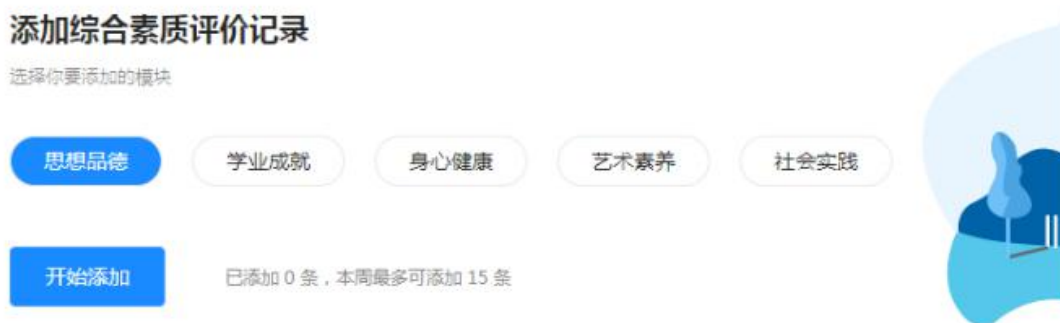 添加综合素质评价记录
选择你要添加的模块
思想品德 学业成就 身心健康 艺术素养 社会实践
开始添加 已添加 0 条，本周最多可添加 15 条